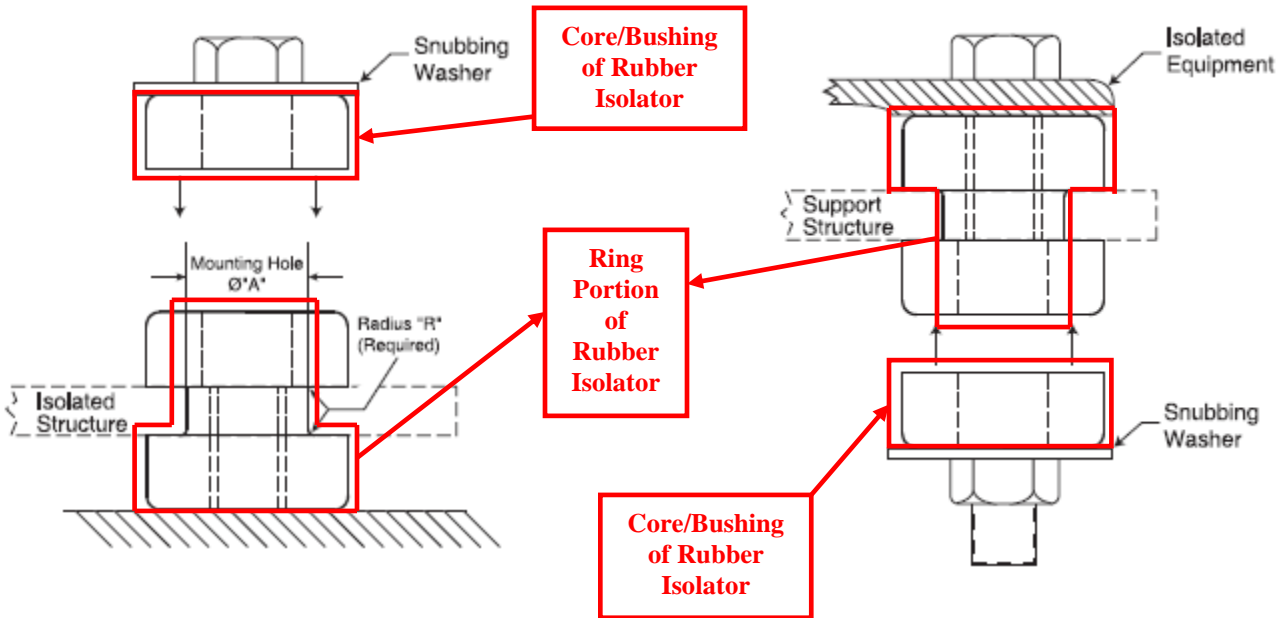 Snubbing
Washer
Core/Bushing
of Rubber
Isolator
Isolated
Equipment
Mounting Hole
Ø"A"
Radius "R"
(Required)
Isolated
Structure
Ring
Portion
of
Rubber
Isolator
Support
Structure
Core/Bushing
of Rubber
Isolator
Snubbing
Washer